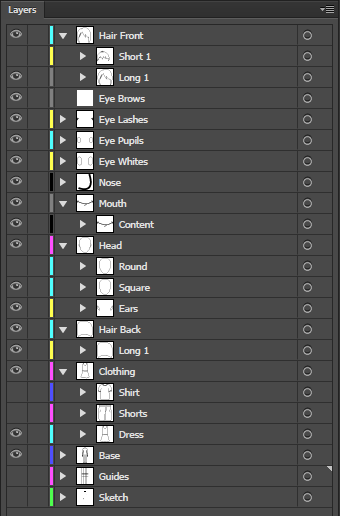 Layers
Hair Front
Short 1
Long 1
Eye Brows
Eye Lashes
Eye Pupils
Eye Whites
Nose
Mouth
Content
Head
Round
Square
Ears
Hair Back
Long 1
Clothing
Shirt
Shorts
Dress
Base
Guides
Sketch